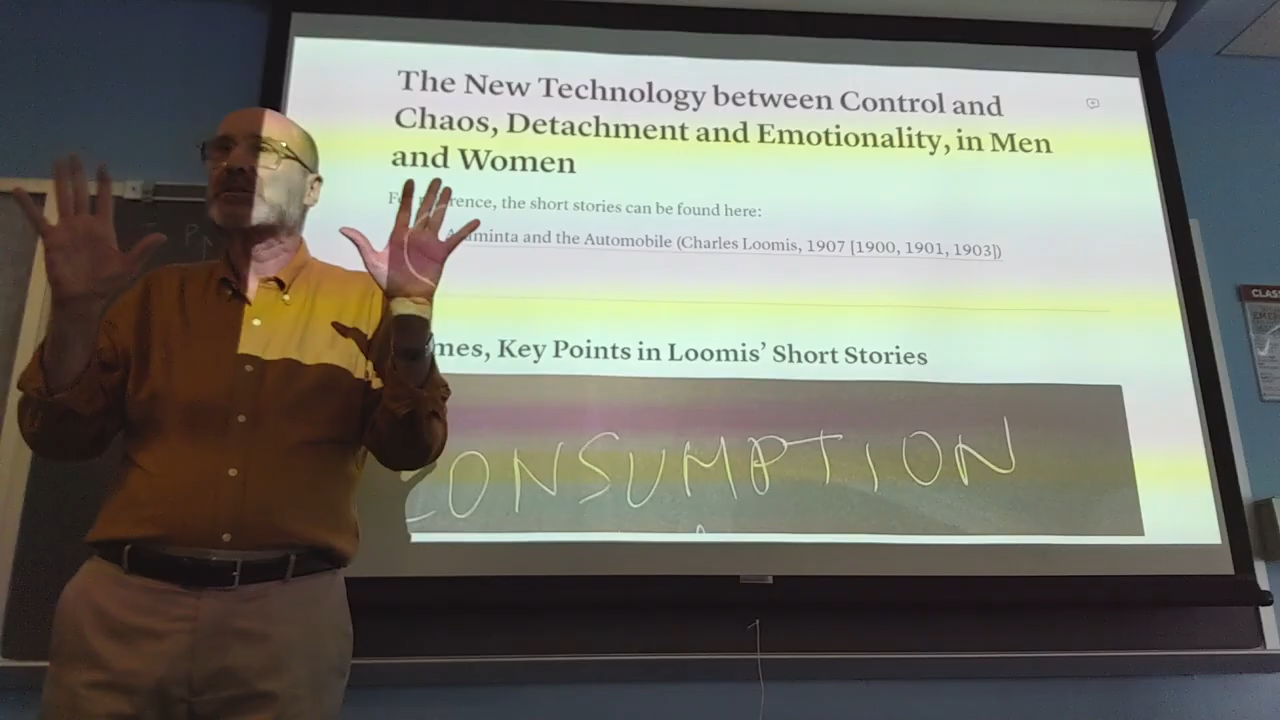 The New Technology between Control and
Chaos, Detachment and Emotionality, in Men
and Women
the short stories can be found here:
and the Automobile (Charles Loomis, 1907 [1900, 1901, 1903])
Key Points in Loomis' Short Stories
CONSUMPTION
CLAS